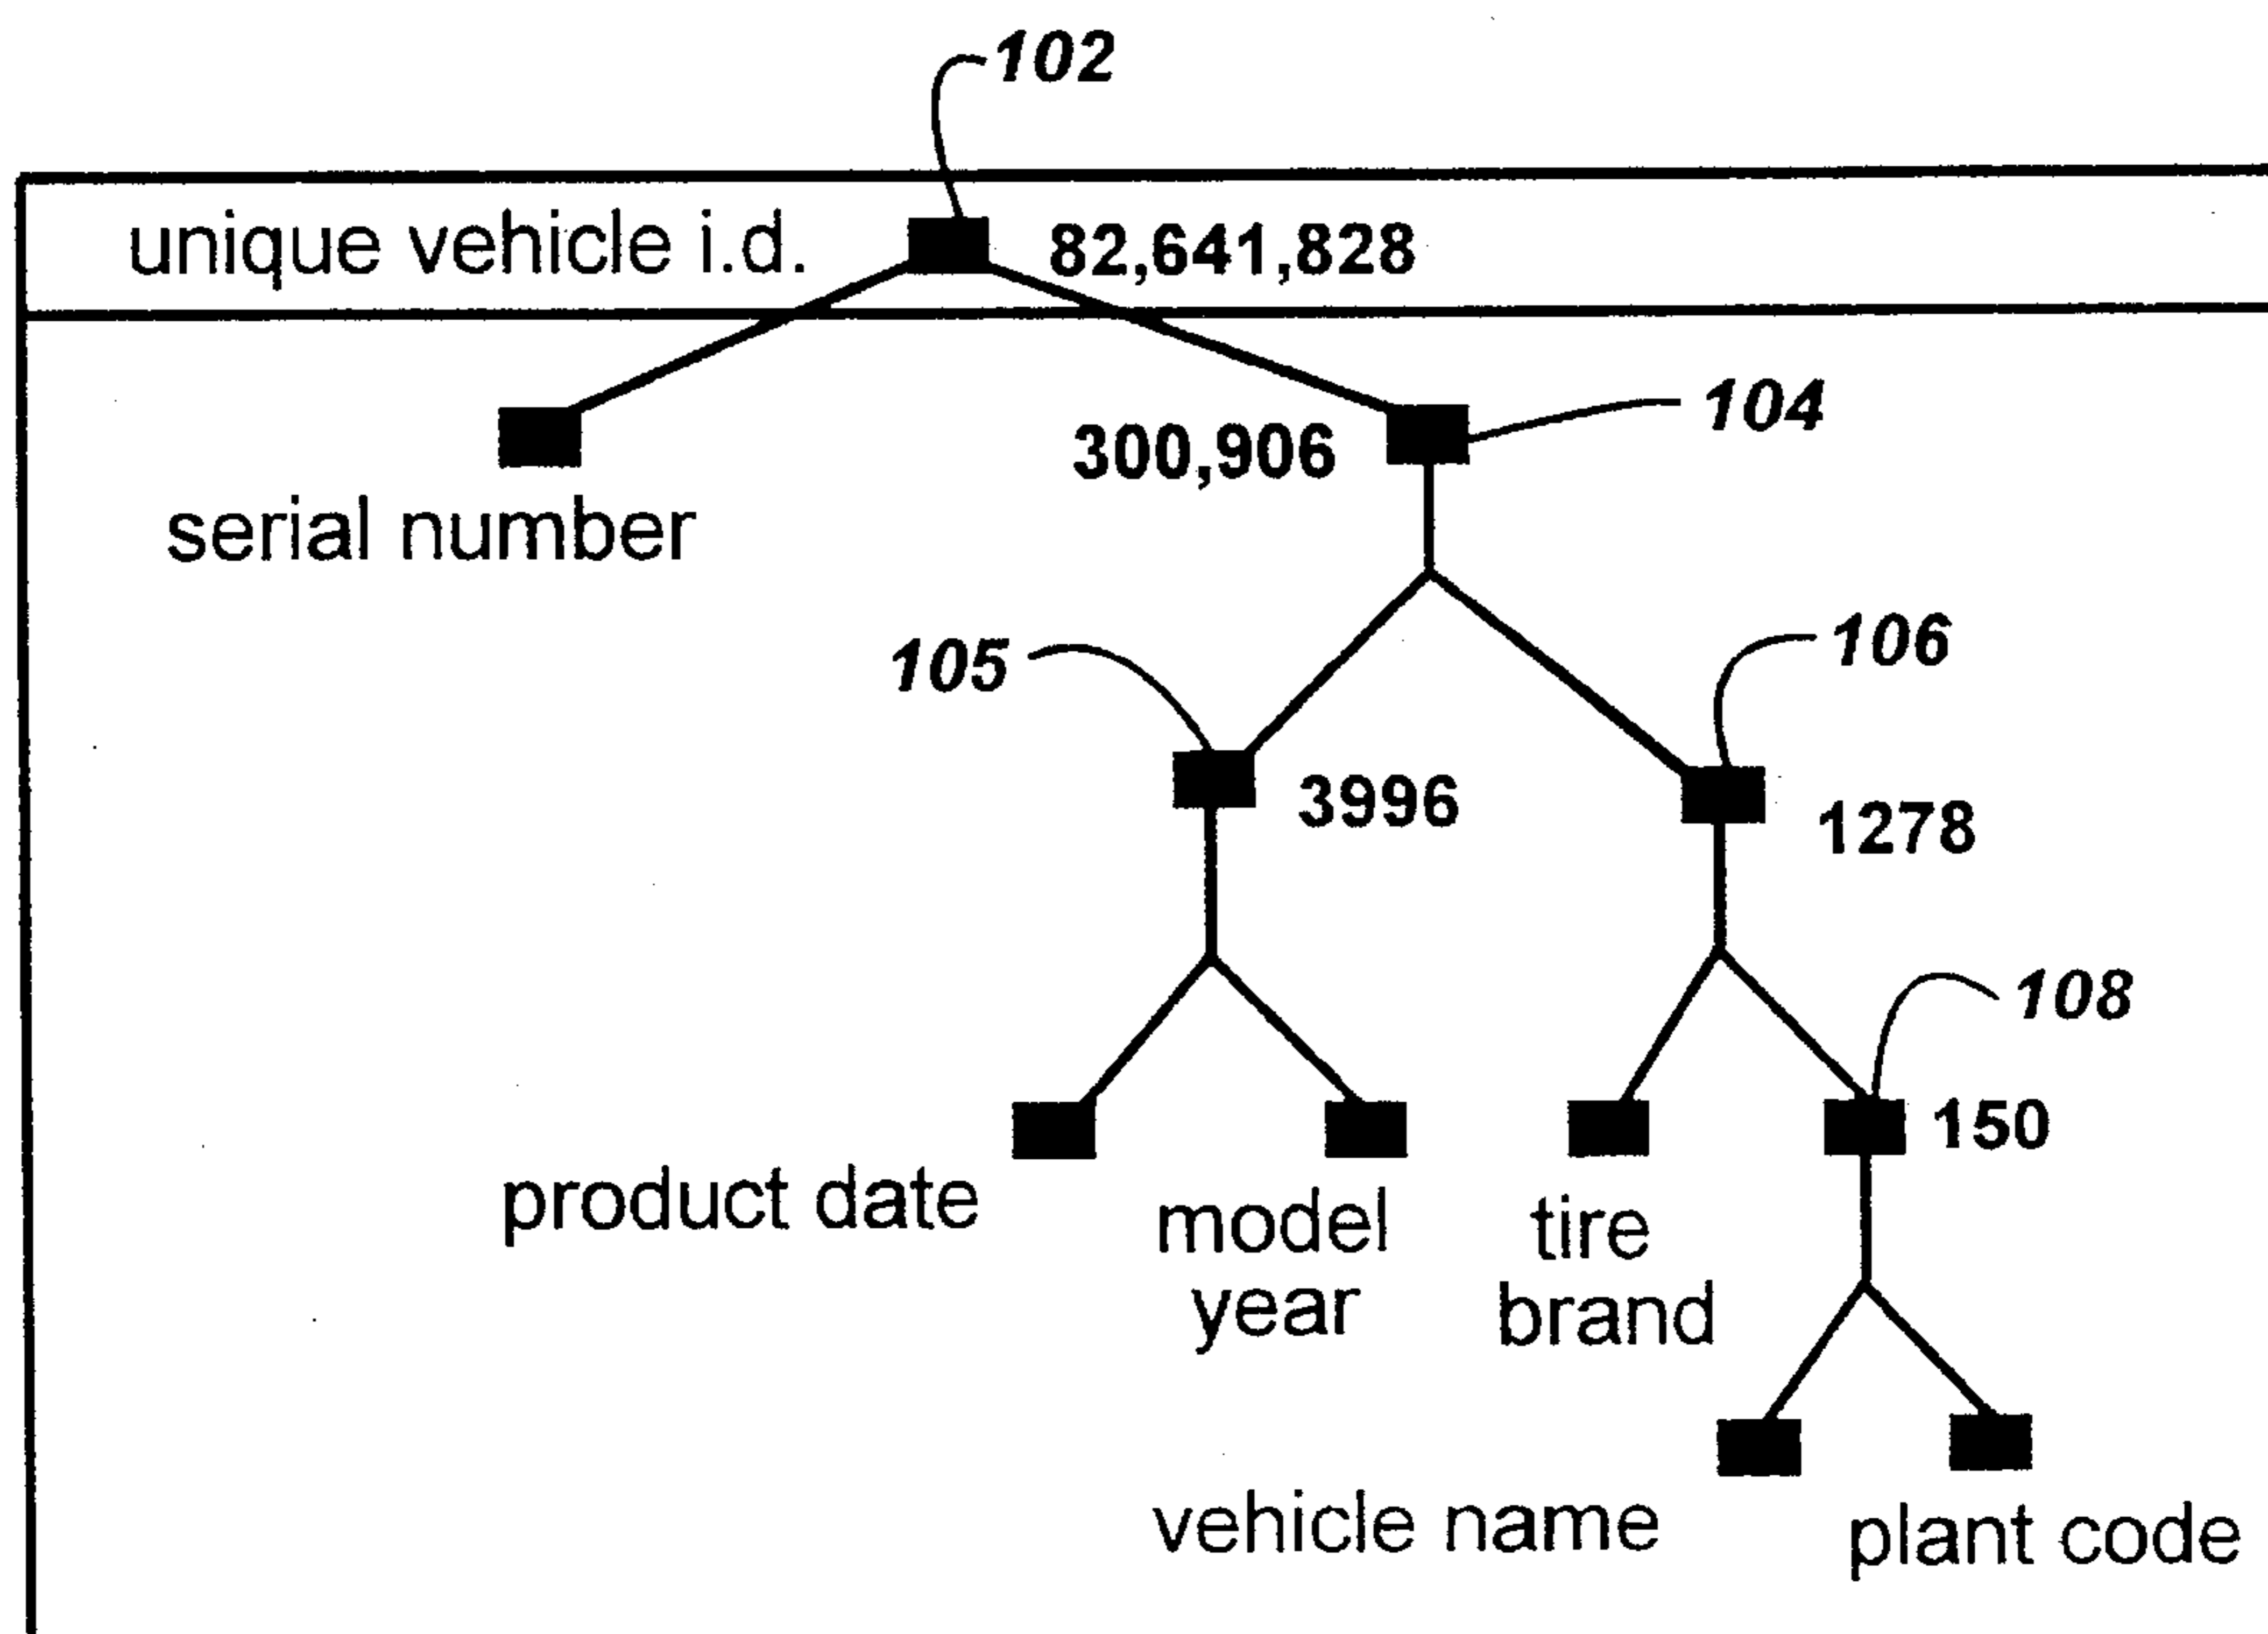 102
unique vehicle i.d.
82,641,828
104
300,906
serial number
106
105
3996
1278
108
150
product date
model
year
tire
brand
vehicle name
plant code